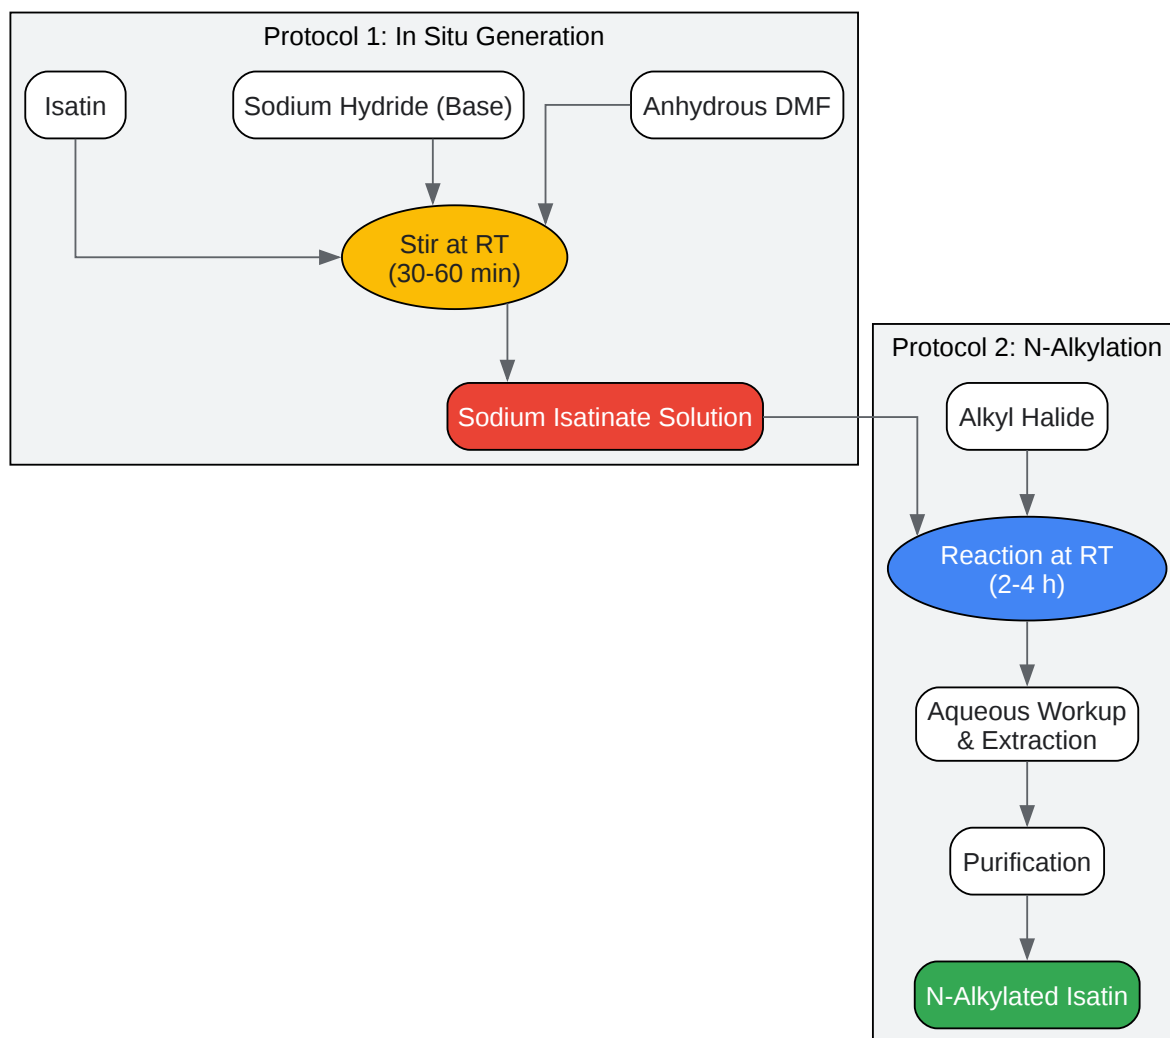 Protocol 1: In Situ Generation
Isatin
Sodium Hydride (Base)
Anhydrous DMF
Stir at RT
(30-60 min)
Sodium Isatinate Solution
Protocol 2: N-Alkylation
Alkyl Halide
Reaction at RT
(2-4 h)
Aqueous Workup
& Extraction
Purification
N-Alkylated Isatin